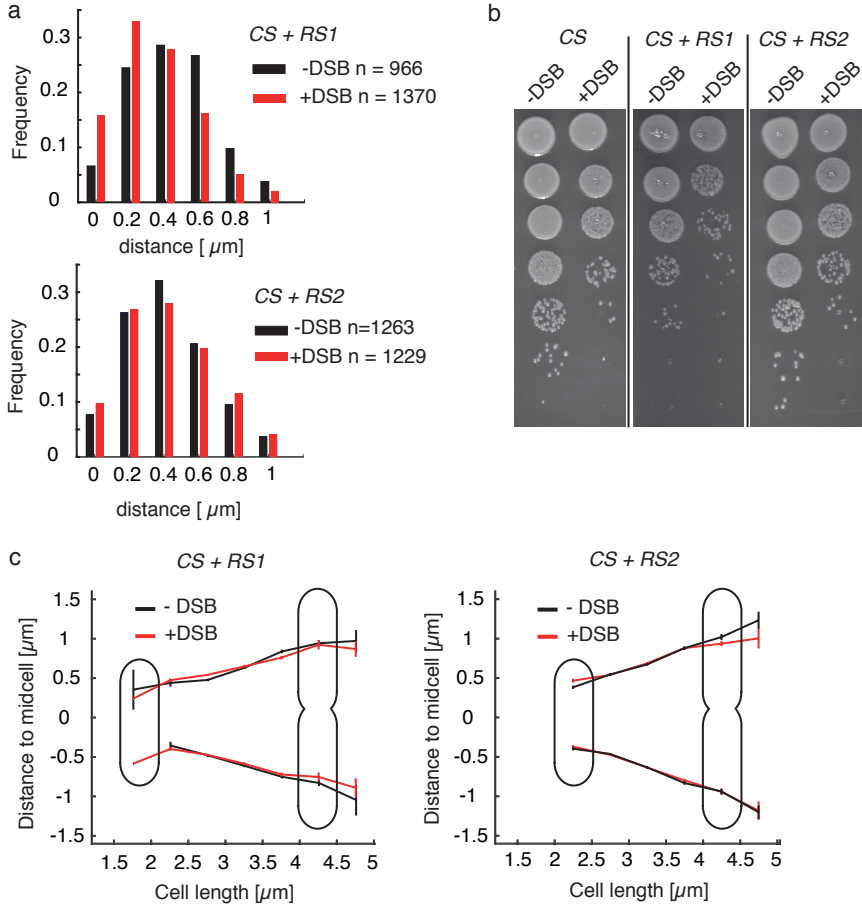 a
CS + RS1
-DSB n = 966
+DSB n = 1370
Frequency
0.3
0.2
0.1
0
0 0.2 0.4 0.6 0.8 1
distance [ µm]
CS + RS2
-DSB n=1263
+DSB n = 1229
Frequency
0.3
0.2
0.1
0
0 0.2 0.4 0.6 0.8 1
distance [ µm]
b
CS CS + RS1 CS + RS2
-DSB +DSB -DSB +DSB -DSB +DSB
c
CS + RS1
- DSB
+DSB
Distance to midcell [µm]
1.5
1
0.5
0
-0.5
-1
-1.5
1.5 2 2.5 3 3.5 4 4.5 5
Cell length [µm]
CS + RS2
- DSB
+DSB
Distance to midcell [µm]
1.5
1
0.5
0
-0.5
-1
-1.5
1.5 2 2.5 3 3.5 4 4.5 5
Cell length [µm]